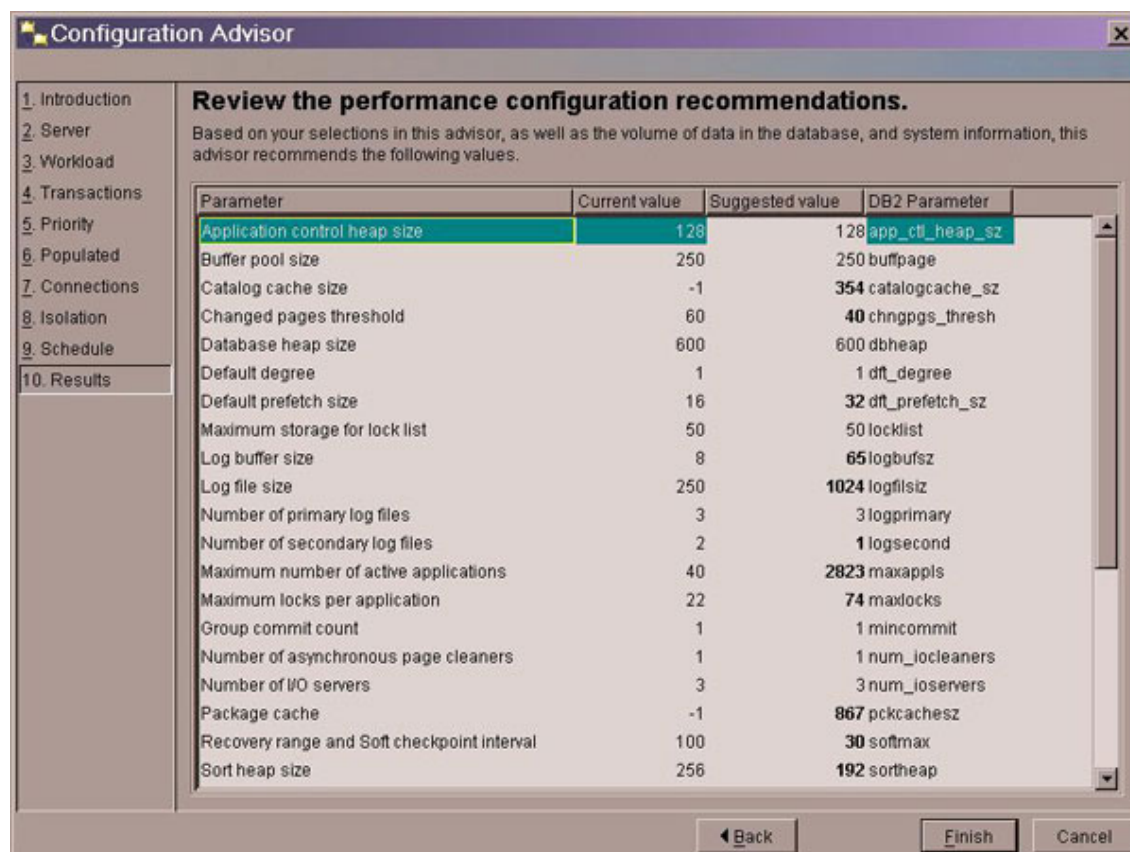 Configuration Advisor
1. Introduction
2. Server
3. Workload
4. Transactions
5. Priority
6. Populated
7. Connections
8. Isolation
9. Schedule
10. Results
Review the performance configuration recommendations.
Based on your selections in this advisor, as well as the volume of data in the database, and system information, this
advisor recommends the following values.
Parameter Current value Suggested value DB2 Parameter
Application control heap size 128 128 app_ctl_heap_sz
Buffer pool size 250 250 buffpage
Catalog cache size -1 354 catalogcache_sz
Changed pages threshold 60 40 chngpgs_thresh
Database heap size 600 600 dbheap
Default degree 1 1 dft_degree
Default prefetch size 16 32 dft_prefetch_sz
Maximum storage for lock list 50 50 locklist
Log buffer size 8 65 logbufsz
Log file size 250 1024 logfilsiz
Number of primary log files 3 3 logprimary
Number of secondary log files 2 1 logsecond
Maximum number of active applications 40 2823 maxappls
Maximum locks per application 22 74 maxlocks
Group commit count 1 1 mincommit
Number of asynchronous page cleaners 1 1 num_iocleaners
Number of I/O servers 3 3 num_ioservers
Package cache -1 867 pckcachesz
Recovery range and Soft checkpoint interval 100 30 softmax
Sort heap size 256 192 sortheap
Back Finish Cancel